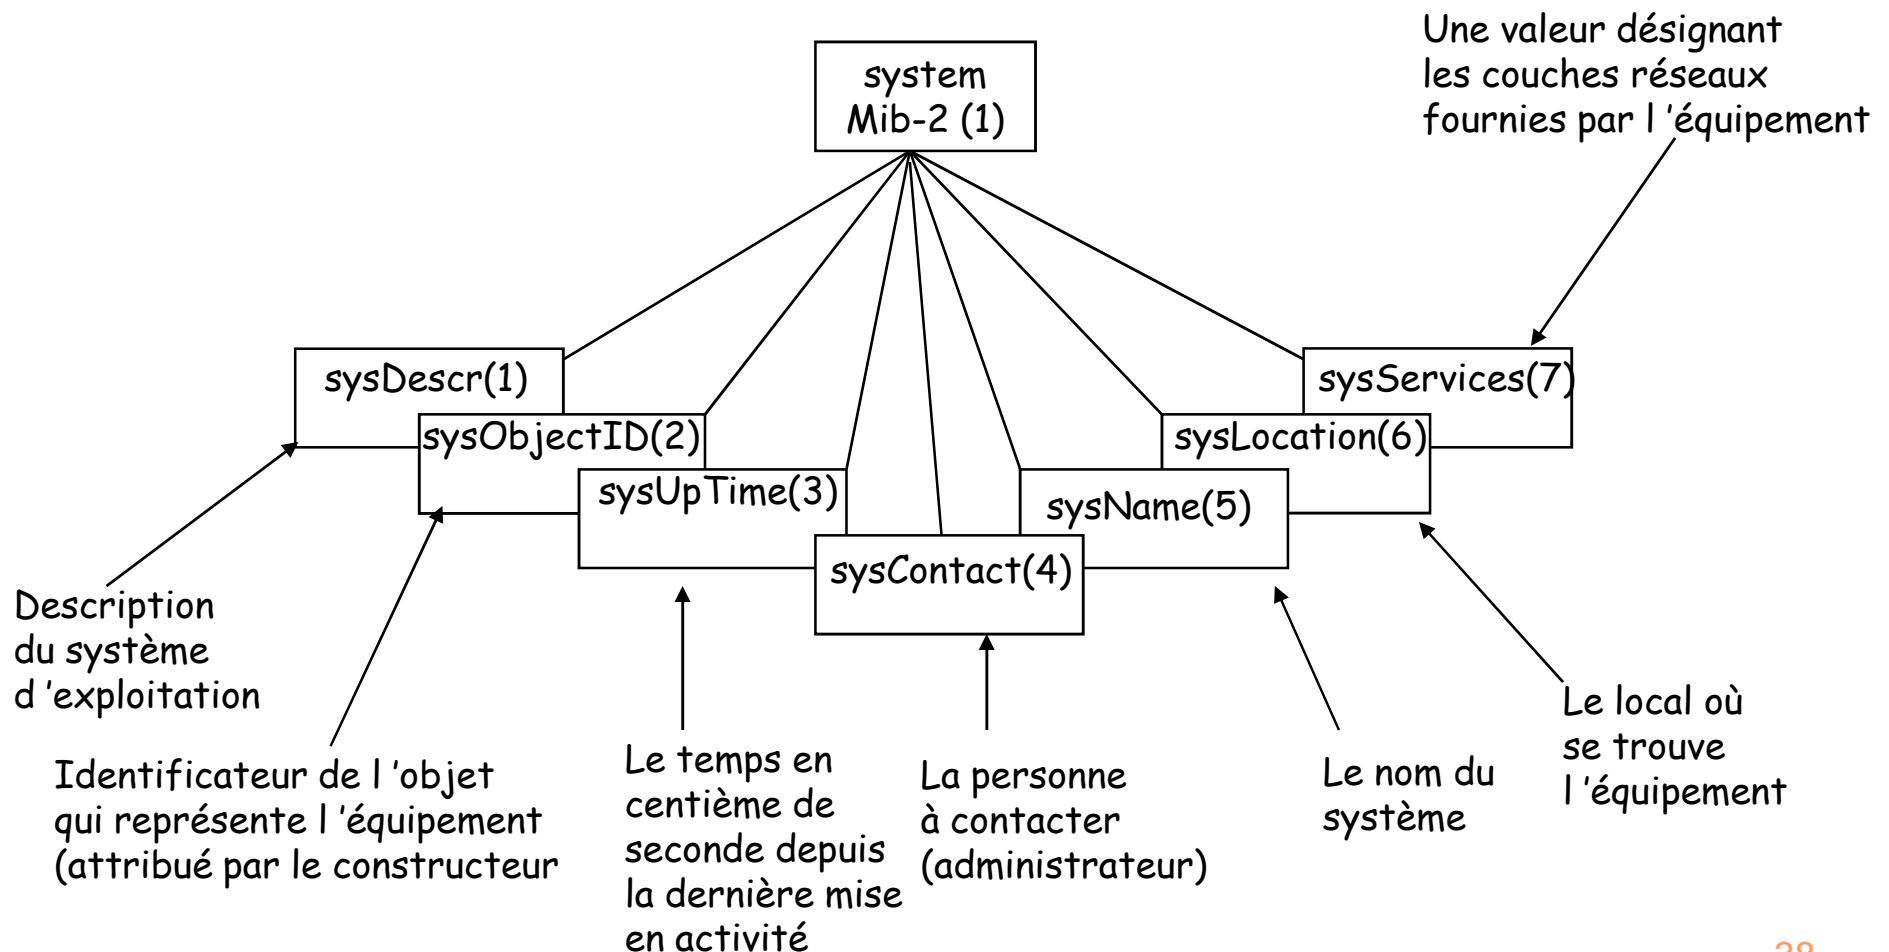 system
Mib-2 (1)
Une valeur désignant
les couches réseaux
fournies par l 'équipement
sysDescr(1)
sysObjectID(2)
sysUpTime(3)
sysContact(4)
sysName(5)
sysLocation(6)
sysServices(7)
Description
du système
d 'exploitation
Identificateur de l 'objet
qui représente l 'équipement
(attribué par le constructeur
Le temps en
centième de
seconde depuis
la dernière mise
en activité
La personne
à contacter
(administrateur)
Le nom du
système
Le local où
se trouve
l 'équipement
38